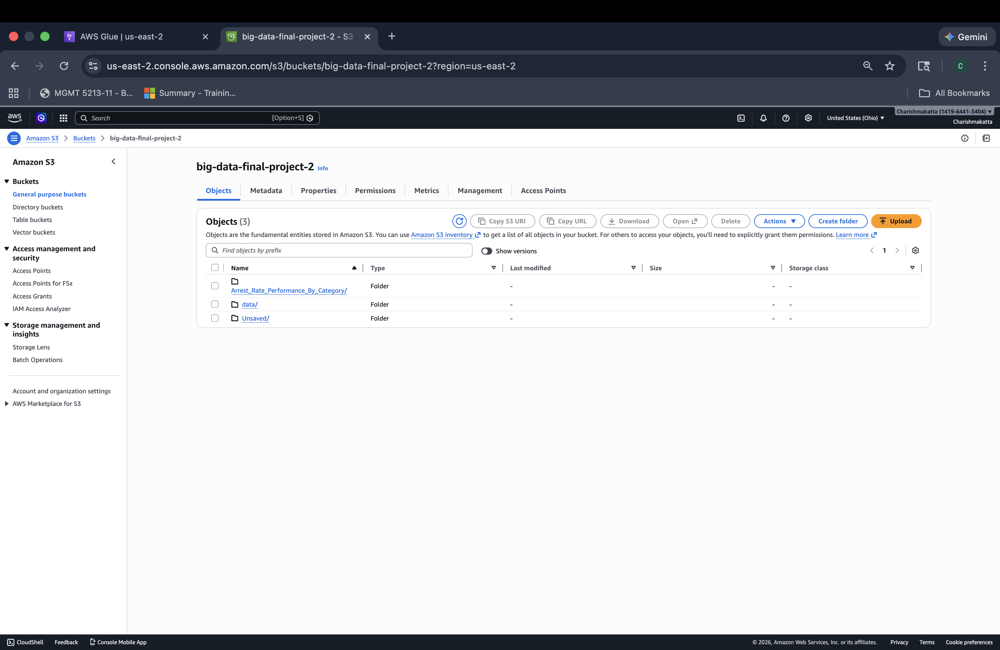 AWS Glue | us-east-2
big-data-final-project-2 - S3
Gemini
us-east-2.console.aws.amazon.com/s3/buckets/big-data-final-project-2?region=us-east-2
C
MGMT 5213-11 - B...
Summary - Trainin...
All Bookmarks
aws
Search
[Option+S]
United States (Ohio)
Charishmakatta (1419-6441-3404)
Charishmakatta
Amazon S3
Buckets
big-data-final-project-2
Amazon S3
Buckets
General purpose buckets
Directory buckets
Table buckets
Vector buckets
Access management and
security
Access Points
Access Points for FSx
Access Grants
IAM Access Analyzer
Storage management and
insights
Storage Lens
Batch Operations
Account and organization settings
AWS Marketplace for S3
big-data-final-project-2 Info
Objects
Metadata
Properties
Permissions
Metrics
Management
Access Points
Objects (3)
Copy S3 URI
Copy URL
Download
Open
Delete
Actions
Create folder
Upload
Objects are the fundamental entities stored in Amazon S3. You can use Amazon S3 inventory to get a list of all objects in your bucket. For others to access your objects, you'll need to explicitly grant them permissions. Learn more
Find objects by prefix
Show versions
1
Name Type Last modified Size Storage class
Arrest_Rate_Performance_By_Category/ Folder - - -
data/ Folder - - -
Unsaved/ Folder - - -
CloudShell
Feedback
Console Mobile App
© 2026, Amazon Web Services, Inc. or its affiliates.
Privacy
Terms
Cookie preferences